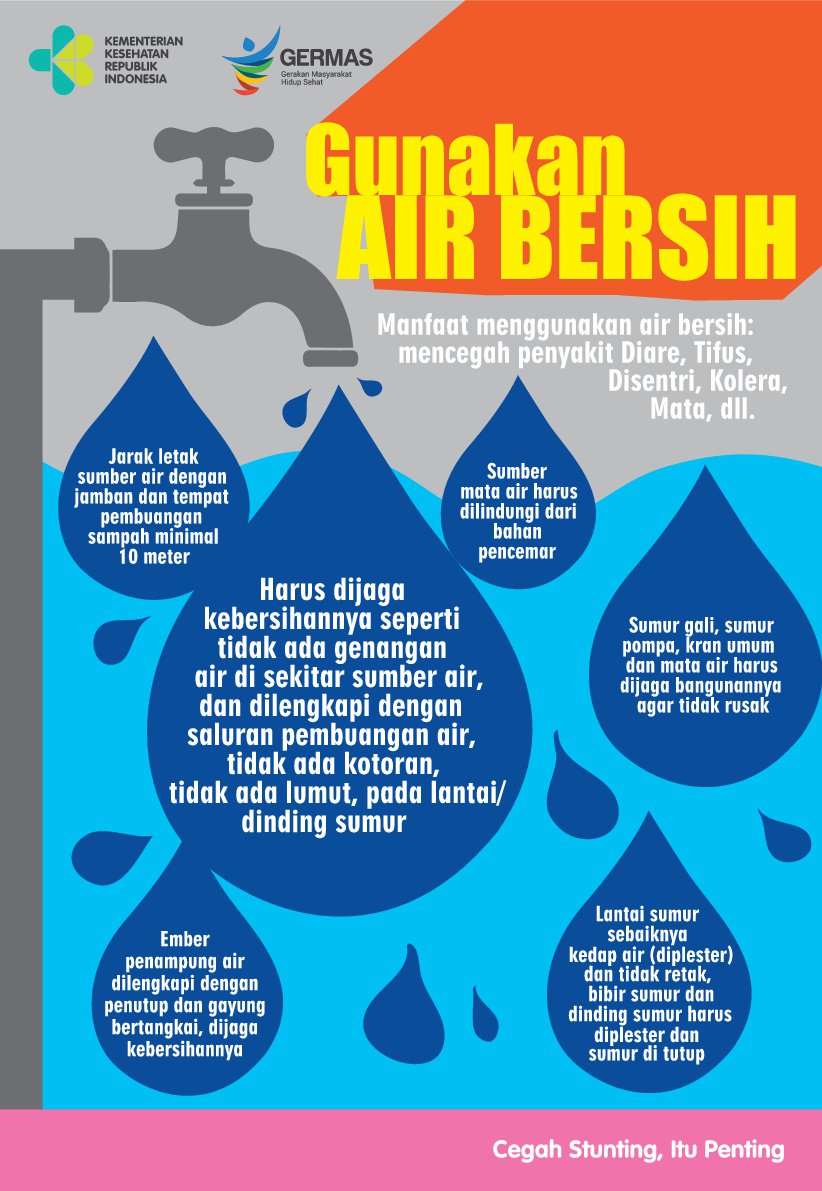 KEMENTERIAN
KESEHATAN
REPUBLIK
INDONESIA
GERMAS
Gerakan Masyarakat
Hidup Sehat
Gunakan
AIR BERSIH
Manfaat menggunakan air bersih:
mencegah penyakit Diare, Tifus,
Disentri, Kolera,
Mata, dll.
Jarak letak
sumber air dengan
jamban dan tempat
pembuangan
sampah minimal
10 meter
Sumber
mata air harus
dilindungi dari
bahan
pencemar
Harus dijaga
kebersihannya seperti
tidak ada genangan
air di sekitar sumber air,
dan dilengkapi dengan
saluran pembuangan air,
tidak ada kotoran,
tidak ada lumut, pada lantai/
dinding sumur
Sumur gali, sumur
pompa, kran umum
dan mata air harus
dijaga bangunannya
agar tidak rusak
Ember
penampung air
dilengkapi dengan
penutup dan gayung
bertangkai, dijaga
kebersihannya
Lantai sumur
sebaiknya
kedap air (diplester)
dan tidak retak,
bibir sumur dan
dinding sumur harus
diplester dan
sumur di tutup
Cegah Stunting, Itu Penting